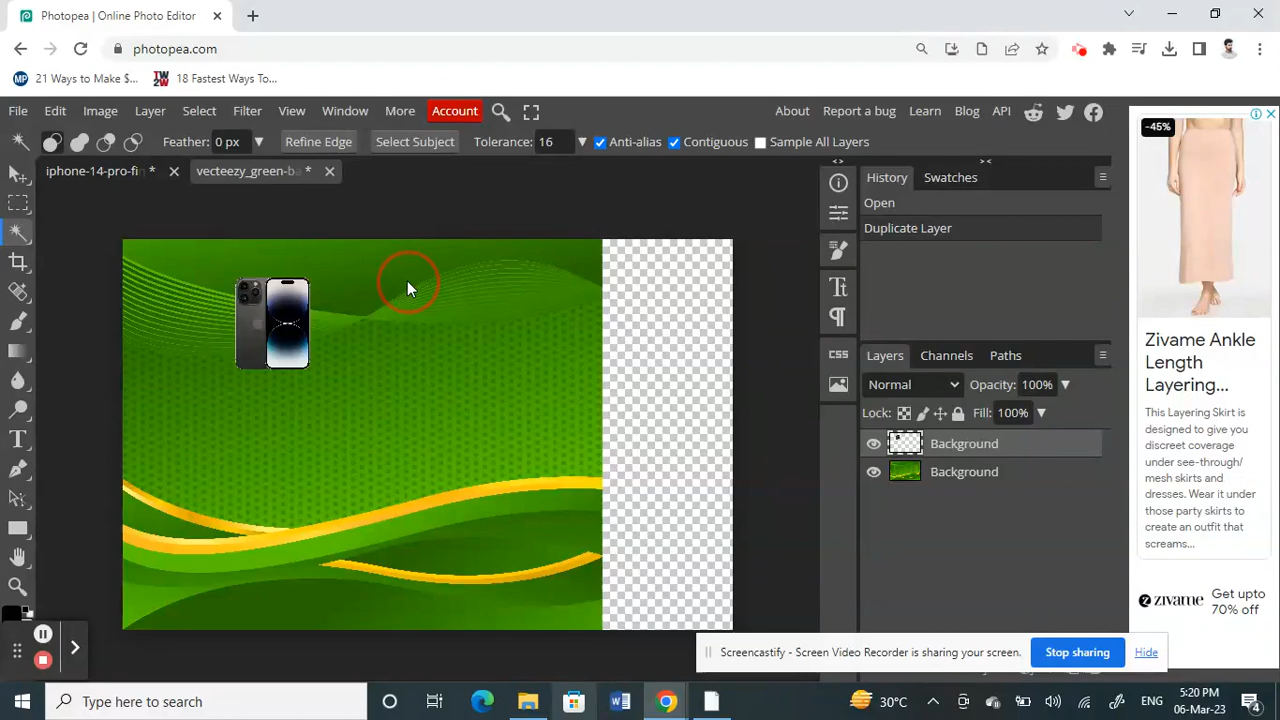 Photopea | Online Photo Editor
photopea.com
MP 21 Ways to Make $... TW 2W 18 Fastest Ways To...
File Edit Image Layer Select Filter View Window More Account About Report a bug Learn Blog API
Feather: 0 px Refine Edge Select Subject Tolerance: 16 Anti-alias Contiguous Sample All Layers
iphone-14-pro-fin * vecteezy_green-ba * History Swatches
Open
Duplicate Layer
CSS
Layers Channels Paths
Normal Opacity: 100%
Lock: Fill: 100%
Background
Background
-45%
Zivame Ankle
Length
Layering...
This Layering Skirt is
designed to give you
discreet coverage
under see-through/
mesh skirts and
dresses. Wear it under
those party skirts to
create an outfit that
screams...
zivame Get upto
70% off
Screencastify - Screen Video Recorder is sharing your screen. Stop sharing Hide
Type here to search
30°C ENG 5:20 PM
06-Mar-23 4